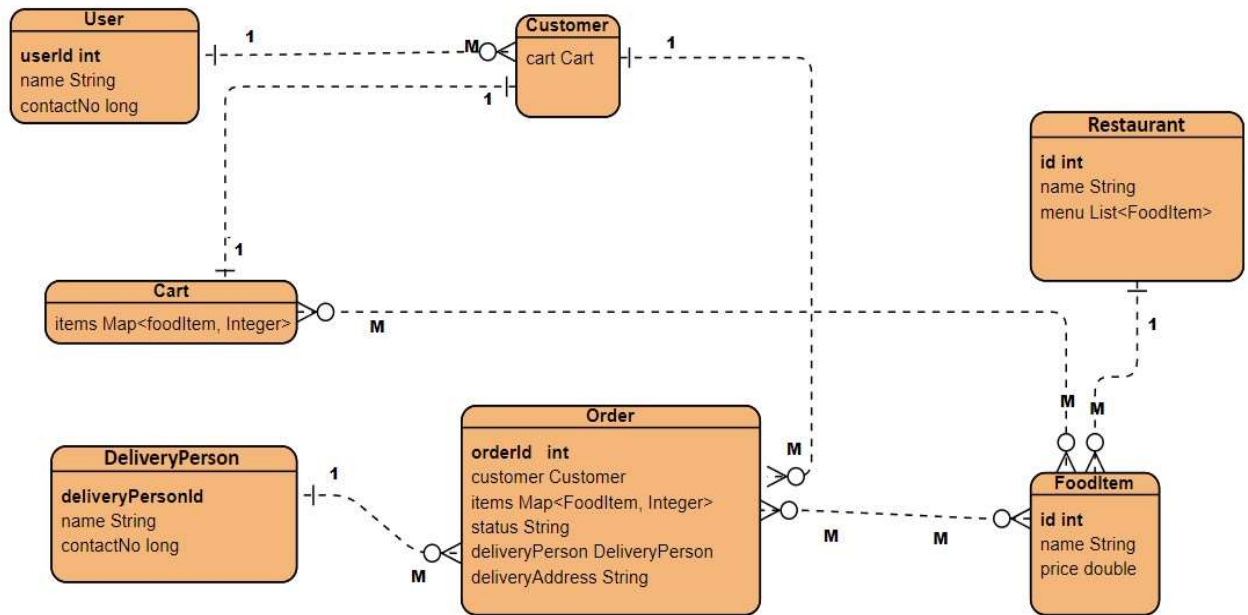 User
userId int
name String
contactNo long
1
M
Customer
cart Cart
1
1
1
Restaurant
id int
name String
menu List<FoodItem>
1
Cart
items Map<foodItem, Integer>
M
M
M
DeliveryPerson
deliveryPersonId
name String
contactNo long
1
M
Order
orderId int
customer Customer
items Map<FoodItem, Integer>
status String
deliveryPerson DeliveryPerson
deliveryAddress String
M
M
M
FoodItem
id int
name String
price double